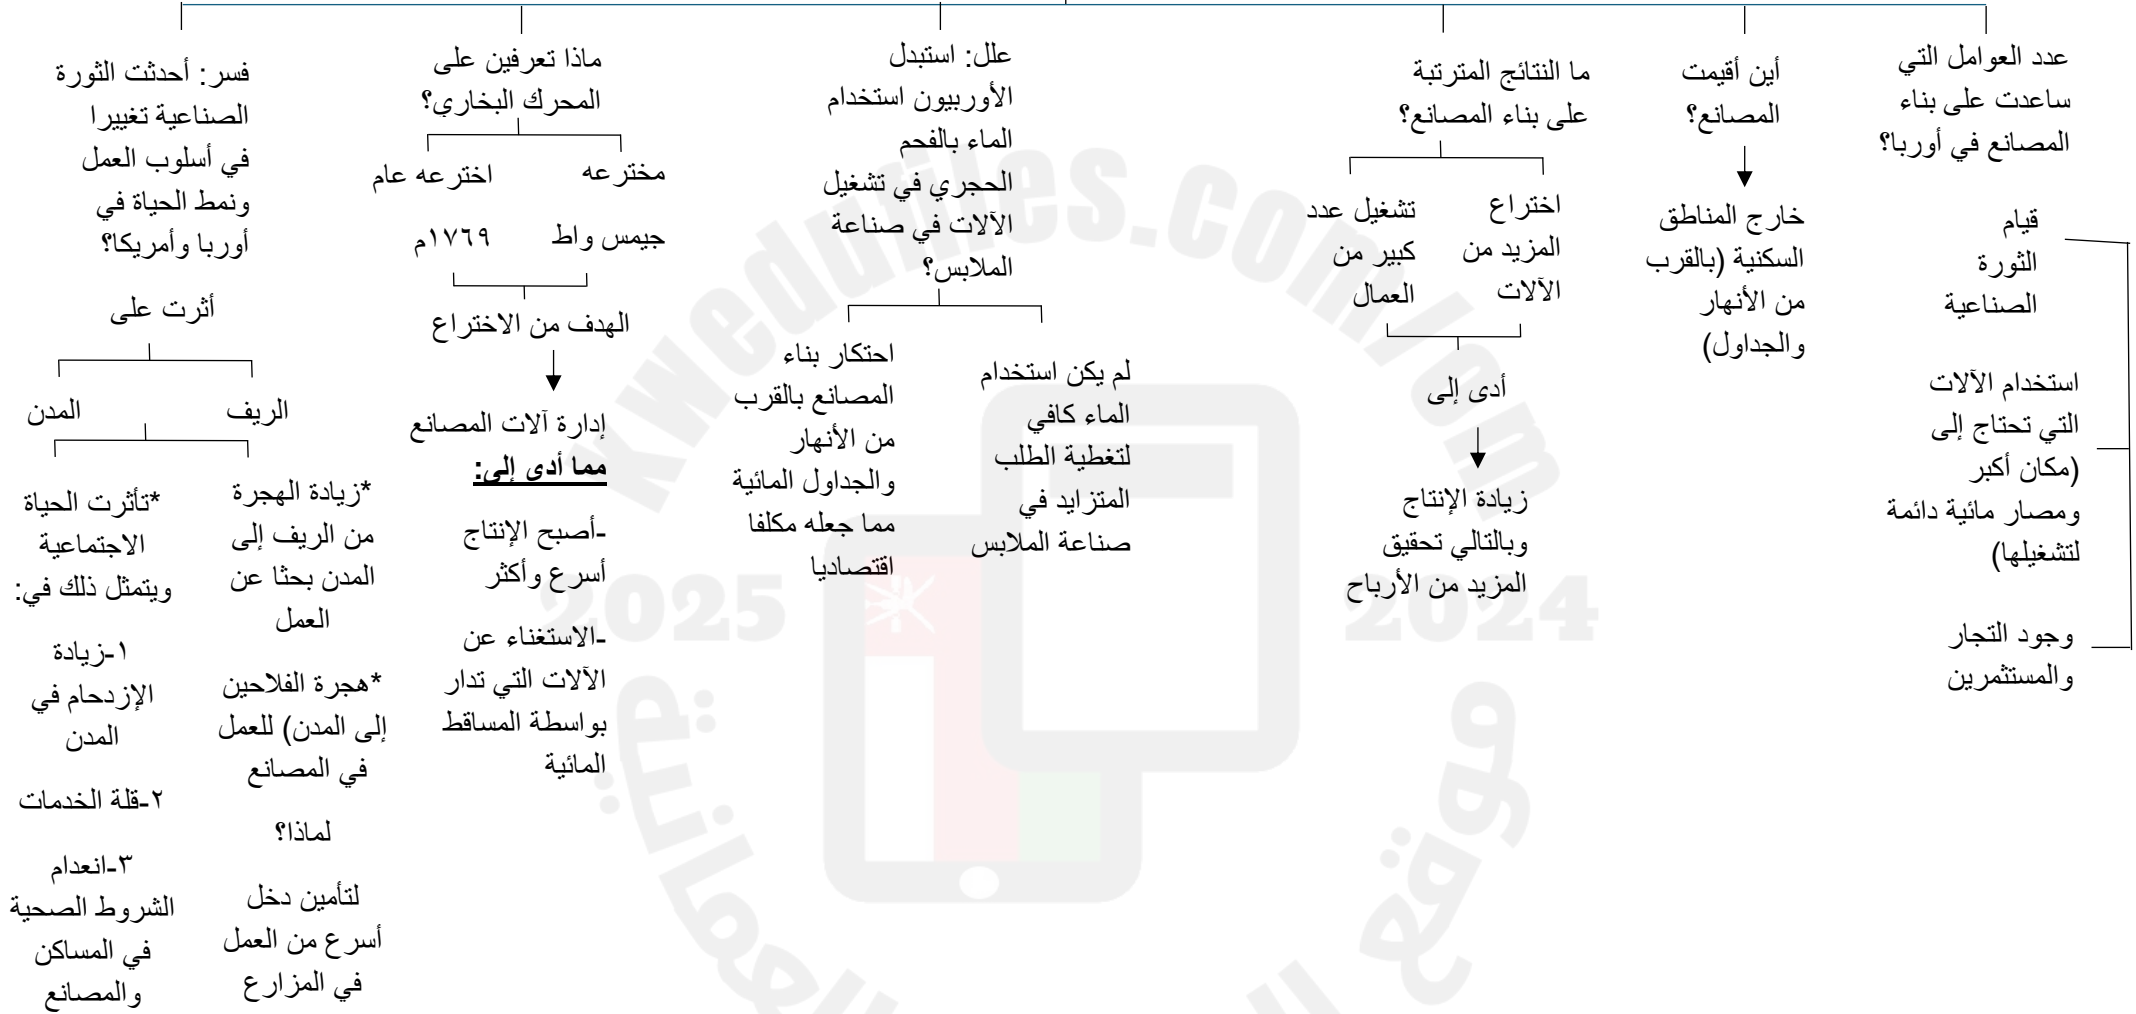 عدد العوامل التي
ساعدت على بناء
المصانع في أوربا؟
قيام
الثورة
الصناعية
استخدام الآلات
التي تحتاج إلى
(مكان أكبر
ومصار مائية دائمة
لتشغيلها)
وجود التجار
والمستثمرين
أين أقيمت
المصانع؟
خارج المناطق
السكنية (بالقرب
من الأنهار
والجداول)
ما النتائج المترتبة
على بناء المصانع؟
اختراع
المزيد من
الآلات
تشغيل عدد
كبير من
العمال
أدى إلى
زيادة الإنتاج
وبالتالي تحقيق
المزيد من الأرباح
علل: استبدل
الأوربيون استخدام
الماء بالفحم
الحجري في تشغيل
الآلات في صناعة
الملابس؟
لم يكن استخدام
الماء كافي
لتغطية الطلب
المتزايد في
صناعة الملابس
احتكار بناء
المصانع بالقرب
من الأنهار
والجداول المائية
مما جعله مكلفا
اقتصاديا
ماذا تعرفين على
المحرك البخاري؟
مخترعه
جيمس واط
اخترعه عام
١٧٦٩م
الهدف من الاختراع
إدارة آلات المصانع
مما أدى إلى:
-أصبح الإنتاج
أسرع وأكثر
-الاستغناء عن
الآلات التي تدار
بواسطة المساقط
المائية
فسر: أحدثت الثورة
الصناعية تغييرا
في أسلوب العمل
ونمط الحياة في
أوربا وأمريكا؟
أثرت على
الريف
المدن
*زيادة الهجرة
من الريف إلى
المدن بحثا عن
العمل
*هجرة الفلاحين
إلى المدن) للعمل
في المصانع
لماذا؟
لتأمين دخل
أسرع من العمل
في المزارع
*تأثرت الحياة
الاجتماعية
ويتمثل ذلك في:
١-زيادة
الإزدحام في
المدن
٢-قلة الخدمات
٣-انعدام
الشروط الصحية
في المساكن
والمصانع
kwedufiles.com/om
2025
2024
موقع